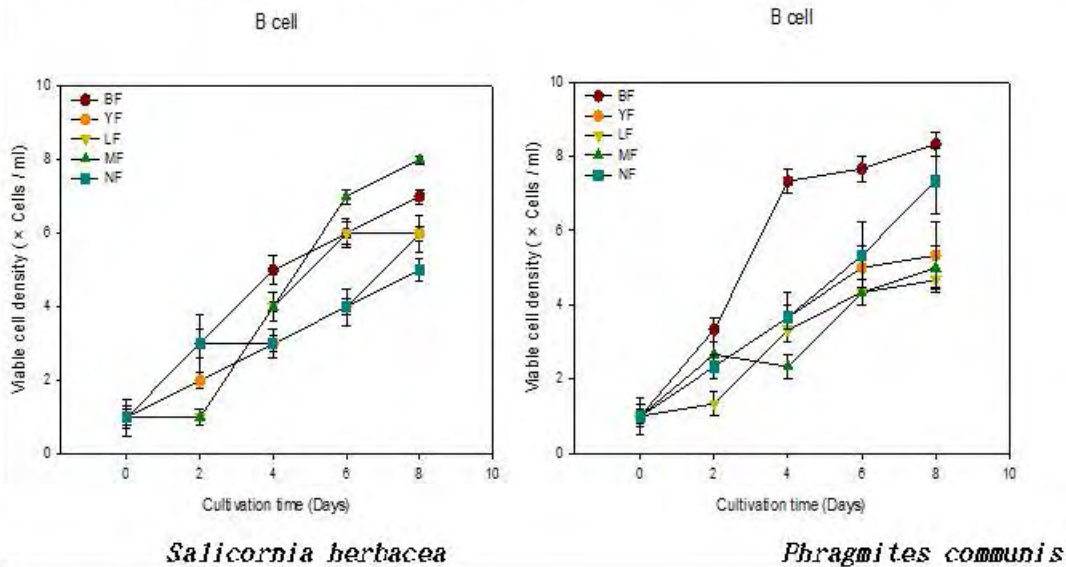 B cell
10
8
6
4
2
0
BF
YF
LF
MF
NF
Viable cell density ( × Cells / ml)
0 2 4 6 8 10
Cultivation time (Days)
Salicornia herbacea
B cell
10
8
6
4
2
0
BF
YF
LF
MF
NF
Viable cell density ( × Cells / ml)
0 2 4 6 8 10
Cultivation time (Days)
Phragmites communis